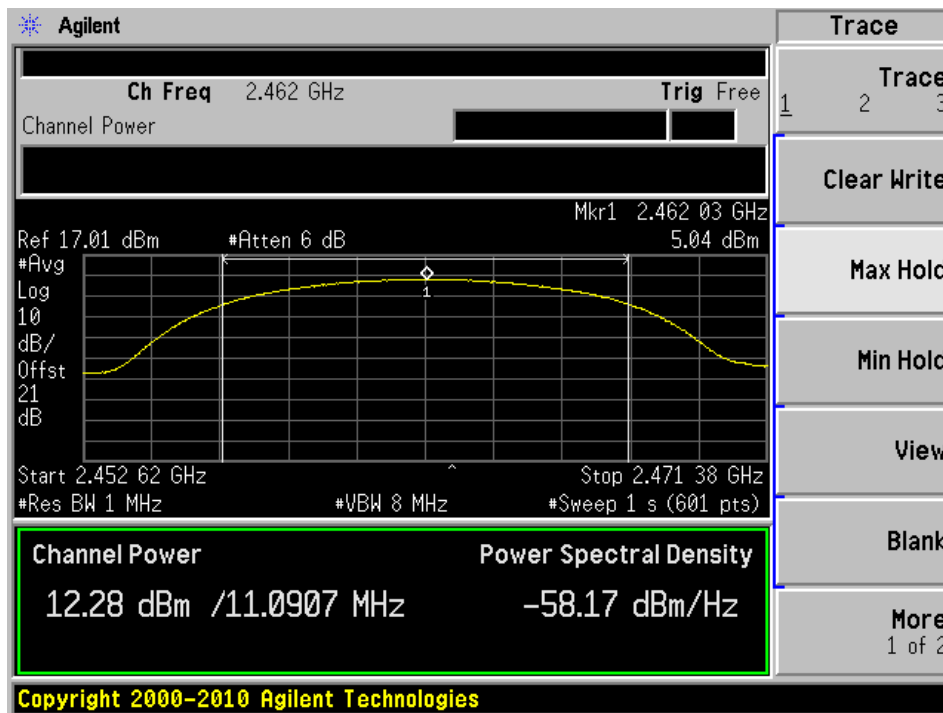 Agilent
Trace
Ch Freq 2.462 GHz Trig Free
Channel Power
Mkr1 2.462 03 GHz
Ref 17.01 dBm #Atten 6 dB 5.04 dBm
#Avg
Log
10
dB/
Offst
21
dB
1
Start 2.452 62 GHz ^ Stop 2.471 38 GHz
#Res BW 1 MHz #VBW 8 MHz #Sweep 1 s (601 pts)
Channel Power Power Spectral Density
12.28 dBm /11.0907 MHz -58.17 dBm/Hz
Copyright 2000-2010 Agilent Technologies
Trace
1 2 3
Clear Write
Max Hold
Min Hold
View
Blank
More
1 of 2